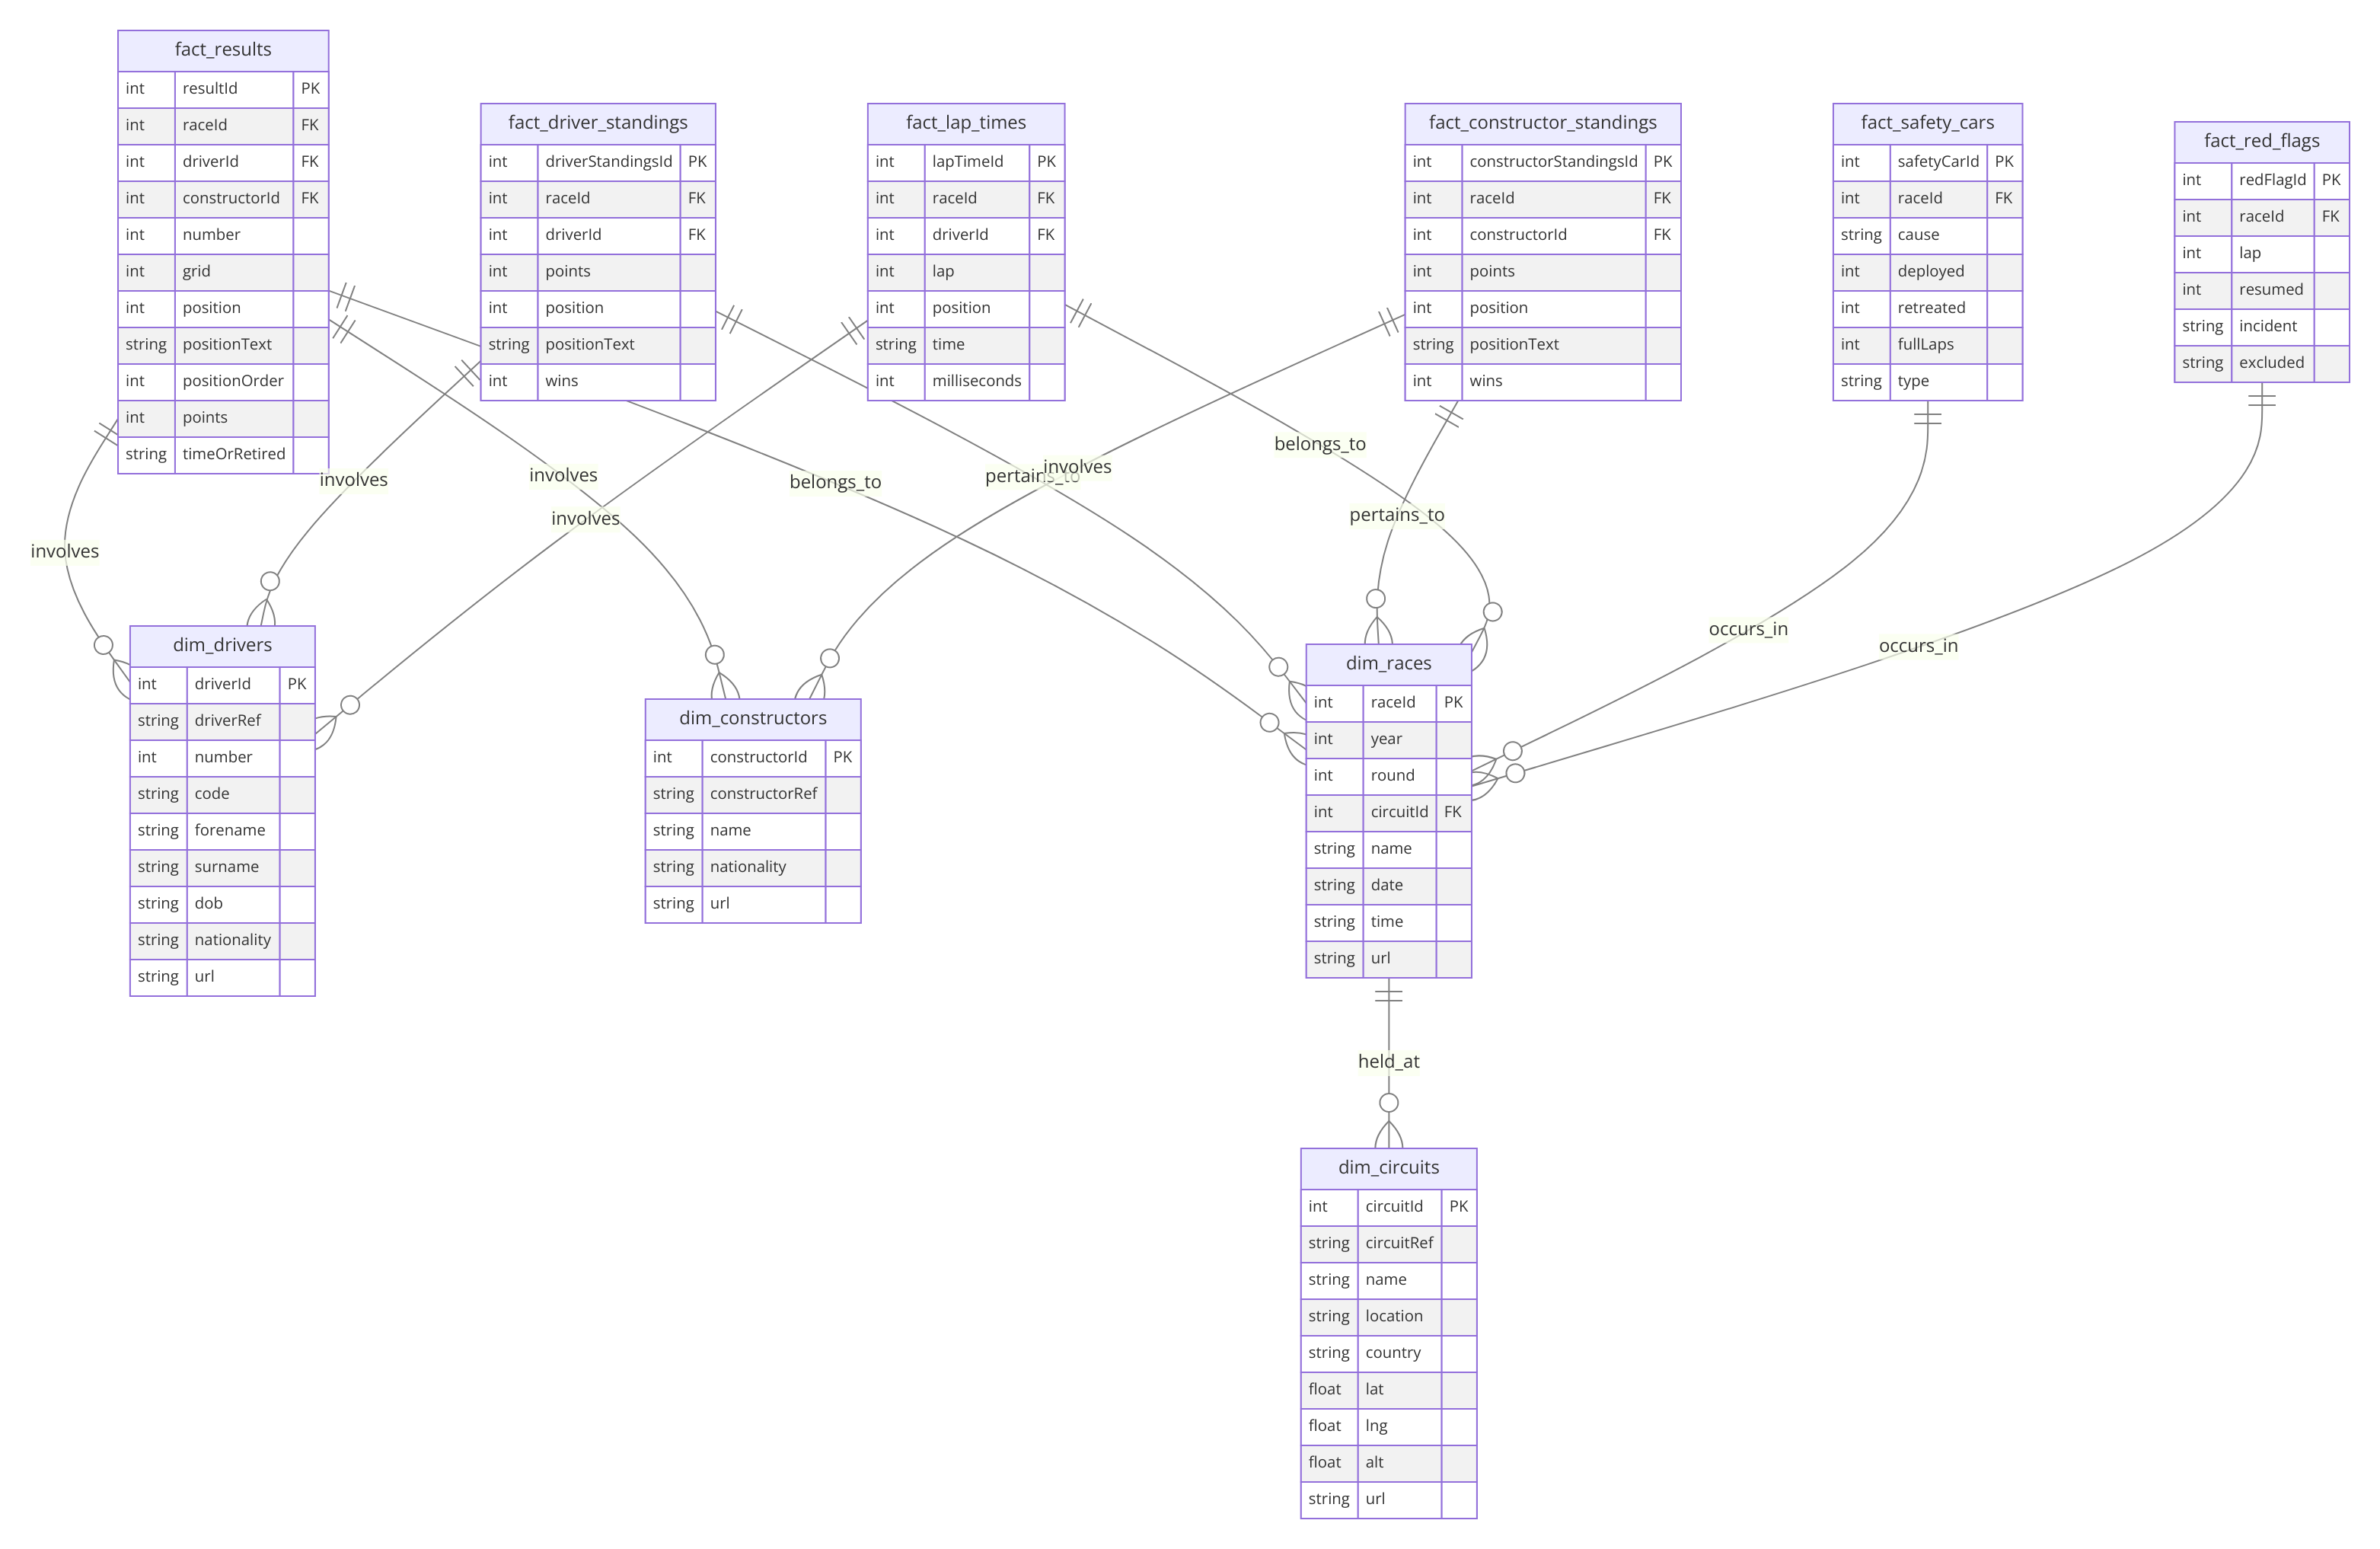 fact_results
int resultId PK
int raceId FK
int driverId FK
int constructorId FK
int number
int grid
int position
string positionText
int positionOrder
int points
string timeOrRetired
fact_driver_standings
int driverStandingsId PK
int raceId FK
int driverId FK
int points
int position
string positionText
int wins
fact_lap_times
int lapTimeId PK
int raceId FK
int driverId FK
int lap
int position
string time
int milliseconds
fact_constructor_standings
int constructorStandingsId PK
int raceId FK
int constructorId FK
int points
int position
string positionText
int wins
fact_safety_cars
int safetyCarId PK
int raceId FK
string cause
int deployed
int retreated
int fullLaps
string type
fact_red_flags
int redFlagId PK
int raceId FK
int lap
int resumed
string incident
string excluded
involves
involves
involves
involves
belongs_to
pertains_to
involves
belongs_to
pertains_to
occurs_in
occurs_in
dim_drivers
int driverId PK
string driverRef
int number
string code
string forename
string surname
string dob
string nationality
string url
dim_constructors
int constructorId PK
string constructorRef
string name
string nationality
string url
dim_races
int raceId PK
int year
int round
int circuitId FK
string name
string date
string time
string url
held_at
dim_circuits
int circuitId PK
string circuitRef
string name
string location
string country
float lat
float lng
float alt
string url